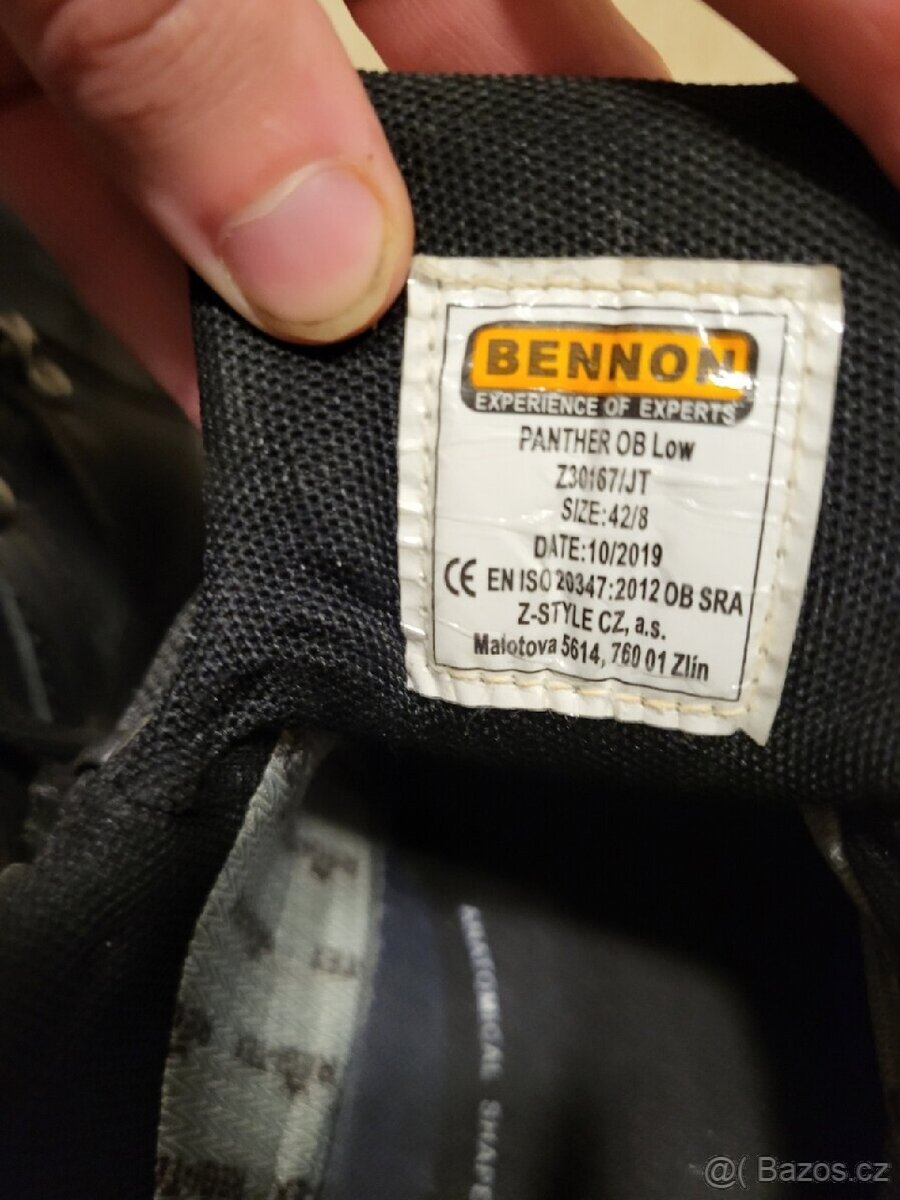 BENNON
EXPERIENCE OF EXPERTS
PANTHER OB Low
Z30167/JT
SIZE:42/8
DATE:10/2019
CE EN ISO 20347:2012 OB SRA
Z-STYLE CZ, a.s.
Malotova 5614, 760 01 Zlín
ANATOMICAL SHAPE
@( Bazos.cz